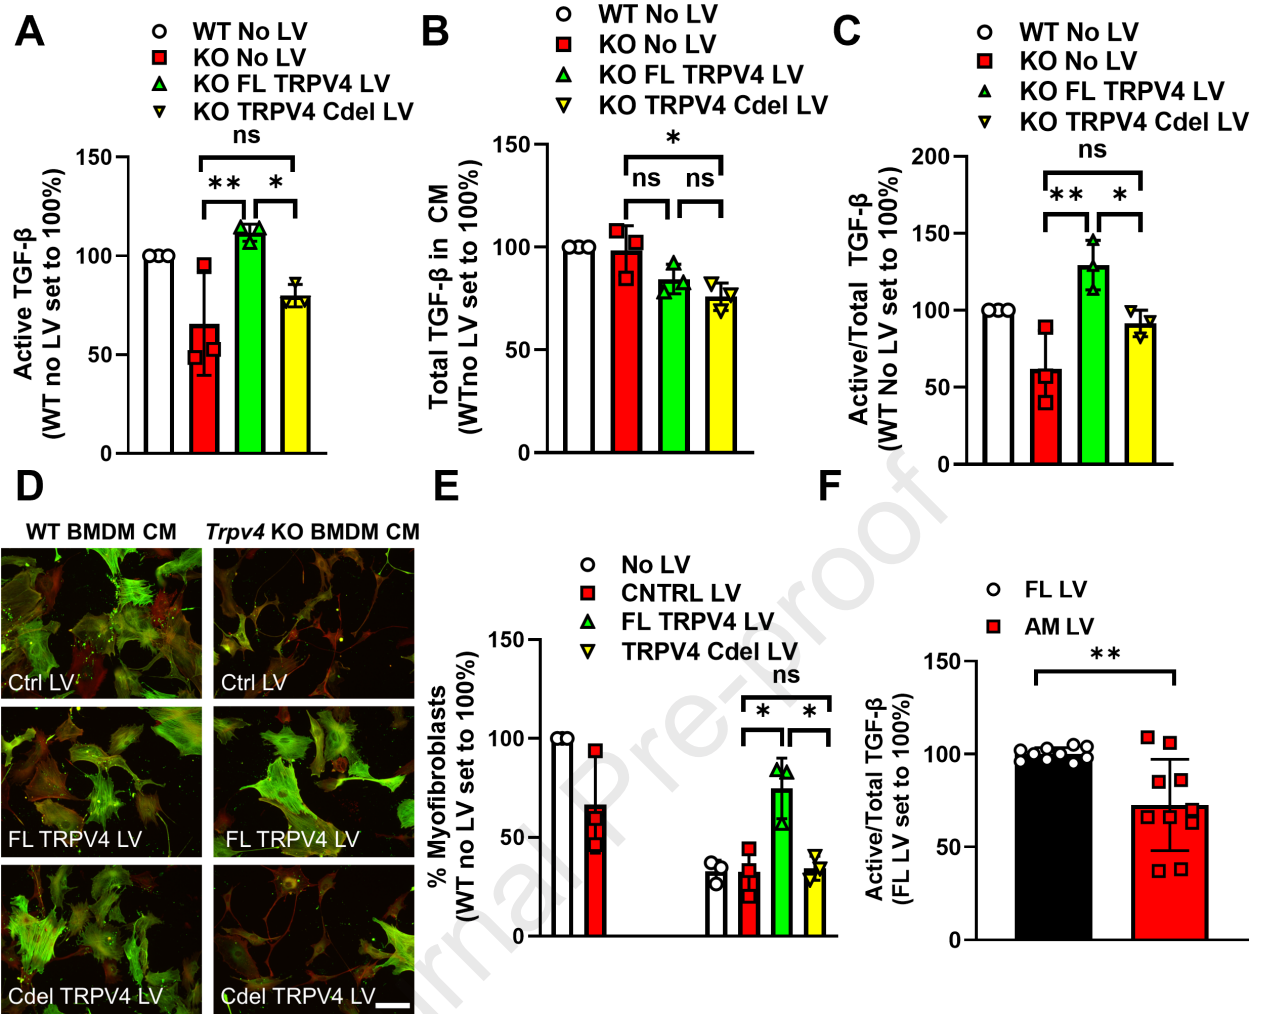 A
WT No LV
KO No LV
KO FL TRPV4 LV
KO TRPV4 Cdel LV
ns
** *
150
100
50
0
Active TGF-β
(WT no LV set to 100%)
B
WT No LV
KO No LV
KO FL TRPV4 LV
KO TRPV4 Cdel LV
*
ns ns
150
100
50
0
Total TGF-β in CM
(WTno LV set to 100%)
C
WT No LV
KO No LV
KO FL TRPV4 LV
KO TRPV4 Cdel LV
ns
** *
200
150
100
50
0
Active/Total TGF-β
(WT No LV set to 100%)
D
WT BMDM CM
Trpv4 KO BMDM CM
Ctrl LV
Ctrl LV
FL TRPV4 LV
FL TRPV4 LV
Cdel TRPV4 LV
Cdel TRPV4 LV
E
No LV
CNTRL LV
FL TRPV4 LV
TRPV4 Cdel LV
ns
* *
150
100
50
0
% Myofibroblasts
(WT no LV set to 100%)
F
FL LV
AM LV
**
150
100
50
0
Active/Total TGF-β
(FL LV set to 100%)
rnal Pre-proof